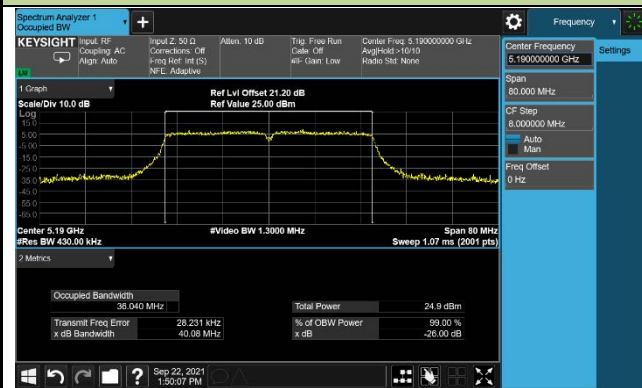 Spectrum Analyzer 1
Occupied BW
+
Frequency
KEYSIGHT
Input: RF
Coupling: AC
Align: Auto
Input Z: 50 Ω
Corrections: Off
Freq Ref: Int (S)
NFE: Adaptive
Atten: 10 dB
Trig: Free Run
Gate: Off
#IF Gain: Low
Center Freq: 5.190000000 GHz
Avg|Hold:>10/10
Radio Std: None
Center Frequency
5.190000000 GHz
Settings
Span
80.000 MHz
CF Step
8.000000 MHz
Auto
Man
Freq Offset
0 Hz
1 Graph
Scale/Div 10.0 dB
Ref Lvl Offset 21.20 dB
Ref Value 25.00 dBm
Log
15.0
5.00
-5.00
-15.0
-25.0
-35.0
-45.0
-55.0
-65.0
Center 5.19 GHz
#Video BW 1.3000 MHz
Span 80 MHz
#Res BW 430.00 kHz
Sweep 1.07 ms (2001 pts)
2 Metrics
Occupied Bandwidth
36.040 MHz
Total Power
24.9 dBm
Transmit Freq Error
28.231 kHz
% of OBW Power
99.00 %
x dB Bandwidth
40.08 MHz
x dB
-26.00 dB
?
Sep 22, 2021
1:50:07 PM